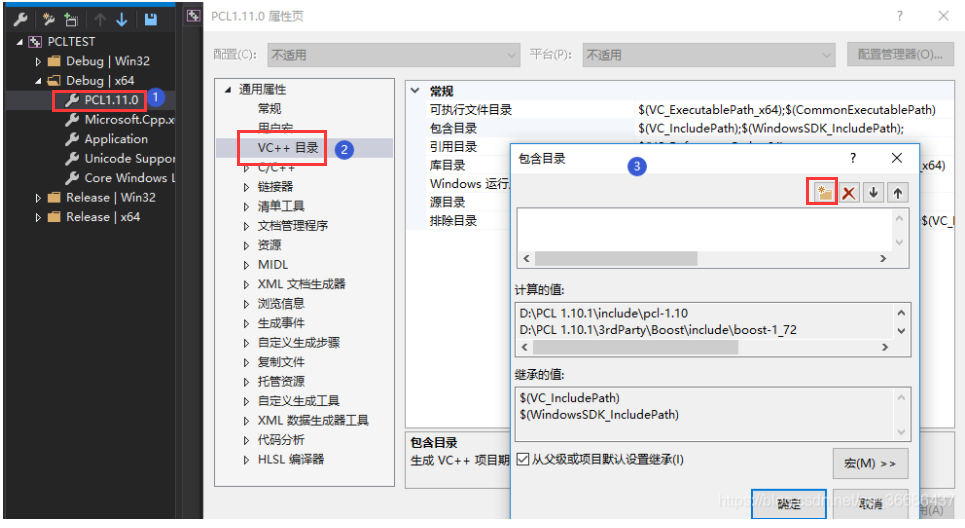 PCL1.11.0 属性页
? ×
配置(C): 不适用
平台(P): 不适用
配置管理器(O)...
PCLTEST
Debug | Win32
Debug | x64
PCL1.11.0
1
Microsoft.Cpp.x
Application
Unicode Suppor
Core Windows L
Release | Win32
Release | x64
通用属性
常规
用户宏
VC++ 目录
2
C/C++
链接器
清单工具
文档管理程序
资源
MIDL
XML 文档生成器
浏览信息
生成事件
自定义生成步骤
复制文件
托管资源
自定义生成工具
XML 数据生成器工具
代码分析
HLSL 编译器
常规
可执行文件目录 $(VC_ExecutablePath_x64);$(CommonExecutablePath)
包含目录 $(VC_IncludePath);$(WindowsSDK_IncludePath);
引用目录
库目录 x64)
Windows 运行
源目录
排除目录 ;$(VC_I
包含目录
生成 VC++ 项目期
包含目录
3
? ×
计算的值:
D:\PCL 1.10.1\include\pcl-1.10
D:\PCL 1.10.1\3rdParty\Boost\include\boost-1_72
继承的值:
$(VC_IncludePath)
$(WindowsSDK_IncludePath)
从父级或项目默认设置继承(I)
宏(M) >>
确定
取消
用(A)